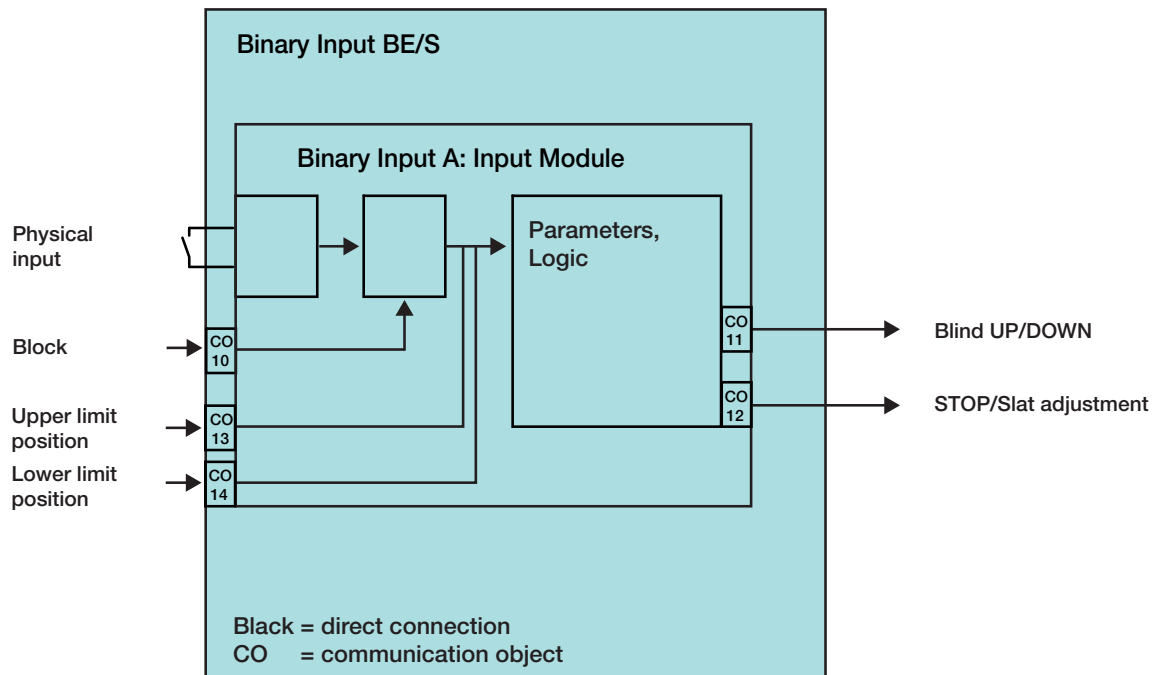 Binary Input BE/S
Binary Input A: Input Module
Physical
input
Parameters,
Logic
Block
CO
10
CO
11
Blind UP/DOWN
CO
12
STOP/Slat adjustment
Upper limit
position
CO
13
Lower limit
position
CO
14
Black = direct connection
CO = communication object